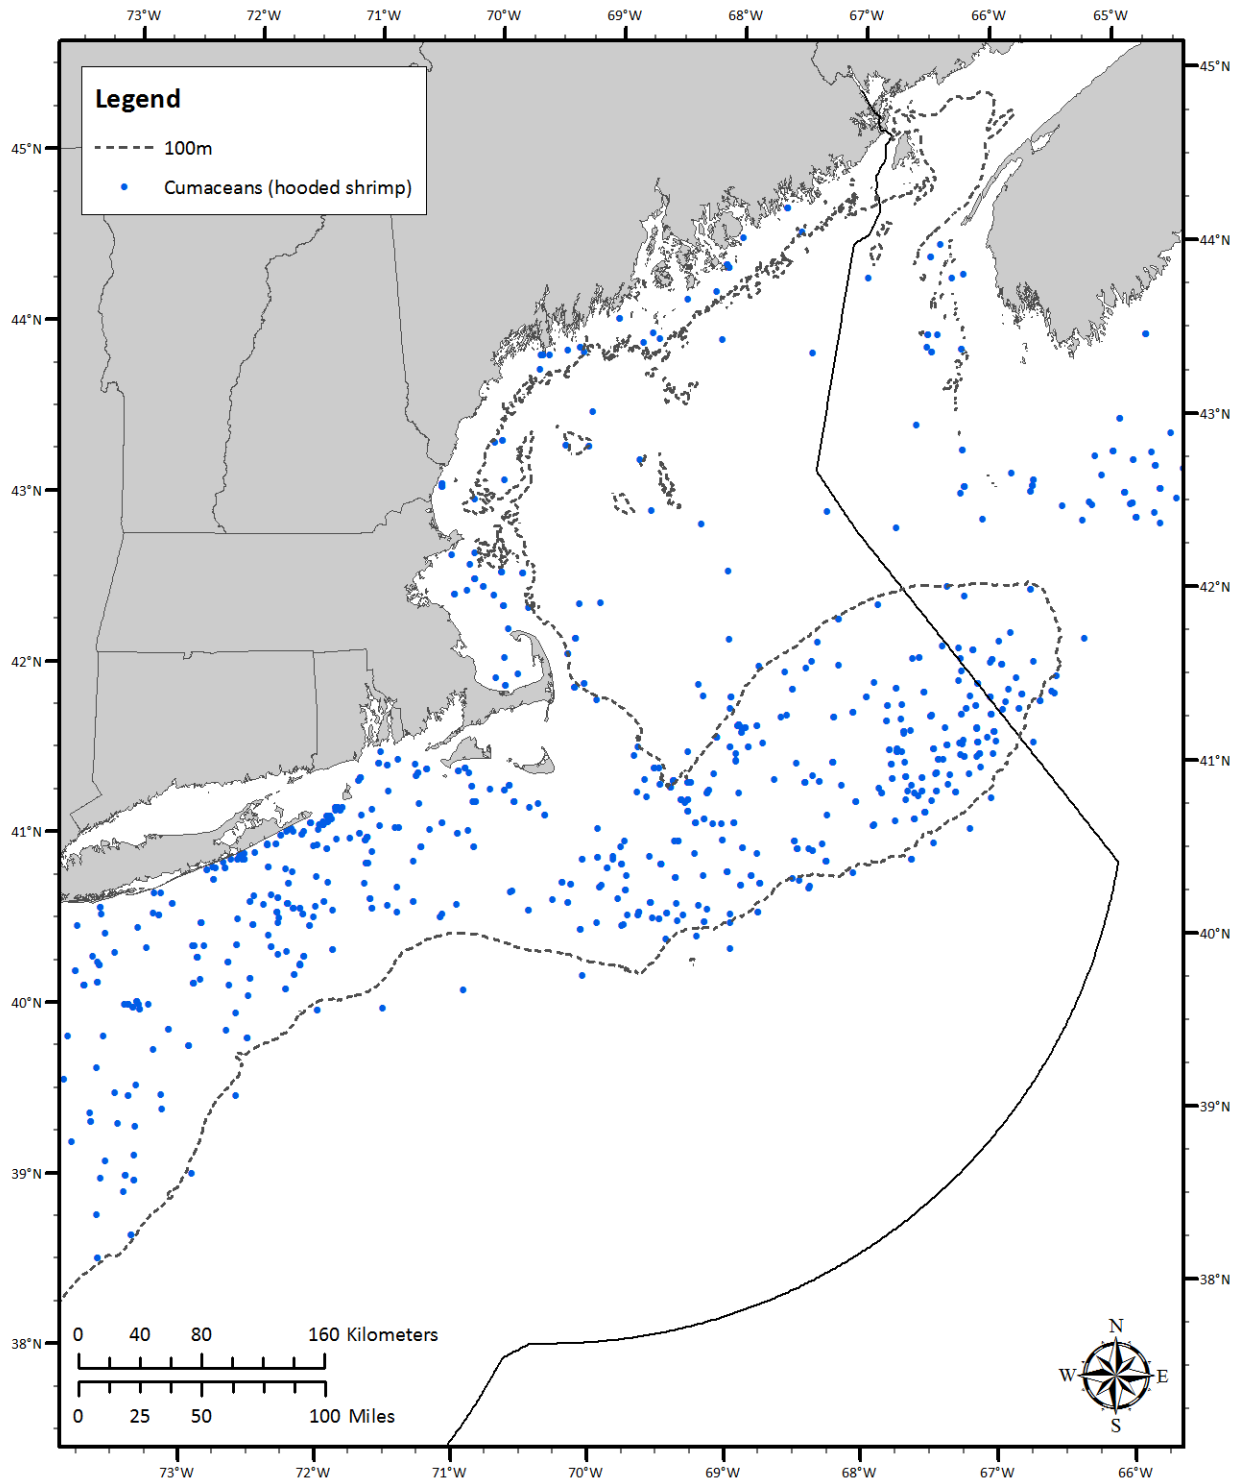 73°W 72°W 71°W 70°W 69°W 68°W 67°W 66°W 65°W
Legend
100m
Cumaceans (hooded shrimp)
45°N
45°N
44°N
44°N
43°N
43°N
42°N
42°N
41°N
41°N
40°N
40°N
39°N
39°N
38°N
38°N
0 40 80 160 Kilometers
0 25 50 100 Miles
N
W E
S
73°W 72°W 71°W 70°W 69°W 68°W 67°W 66°W